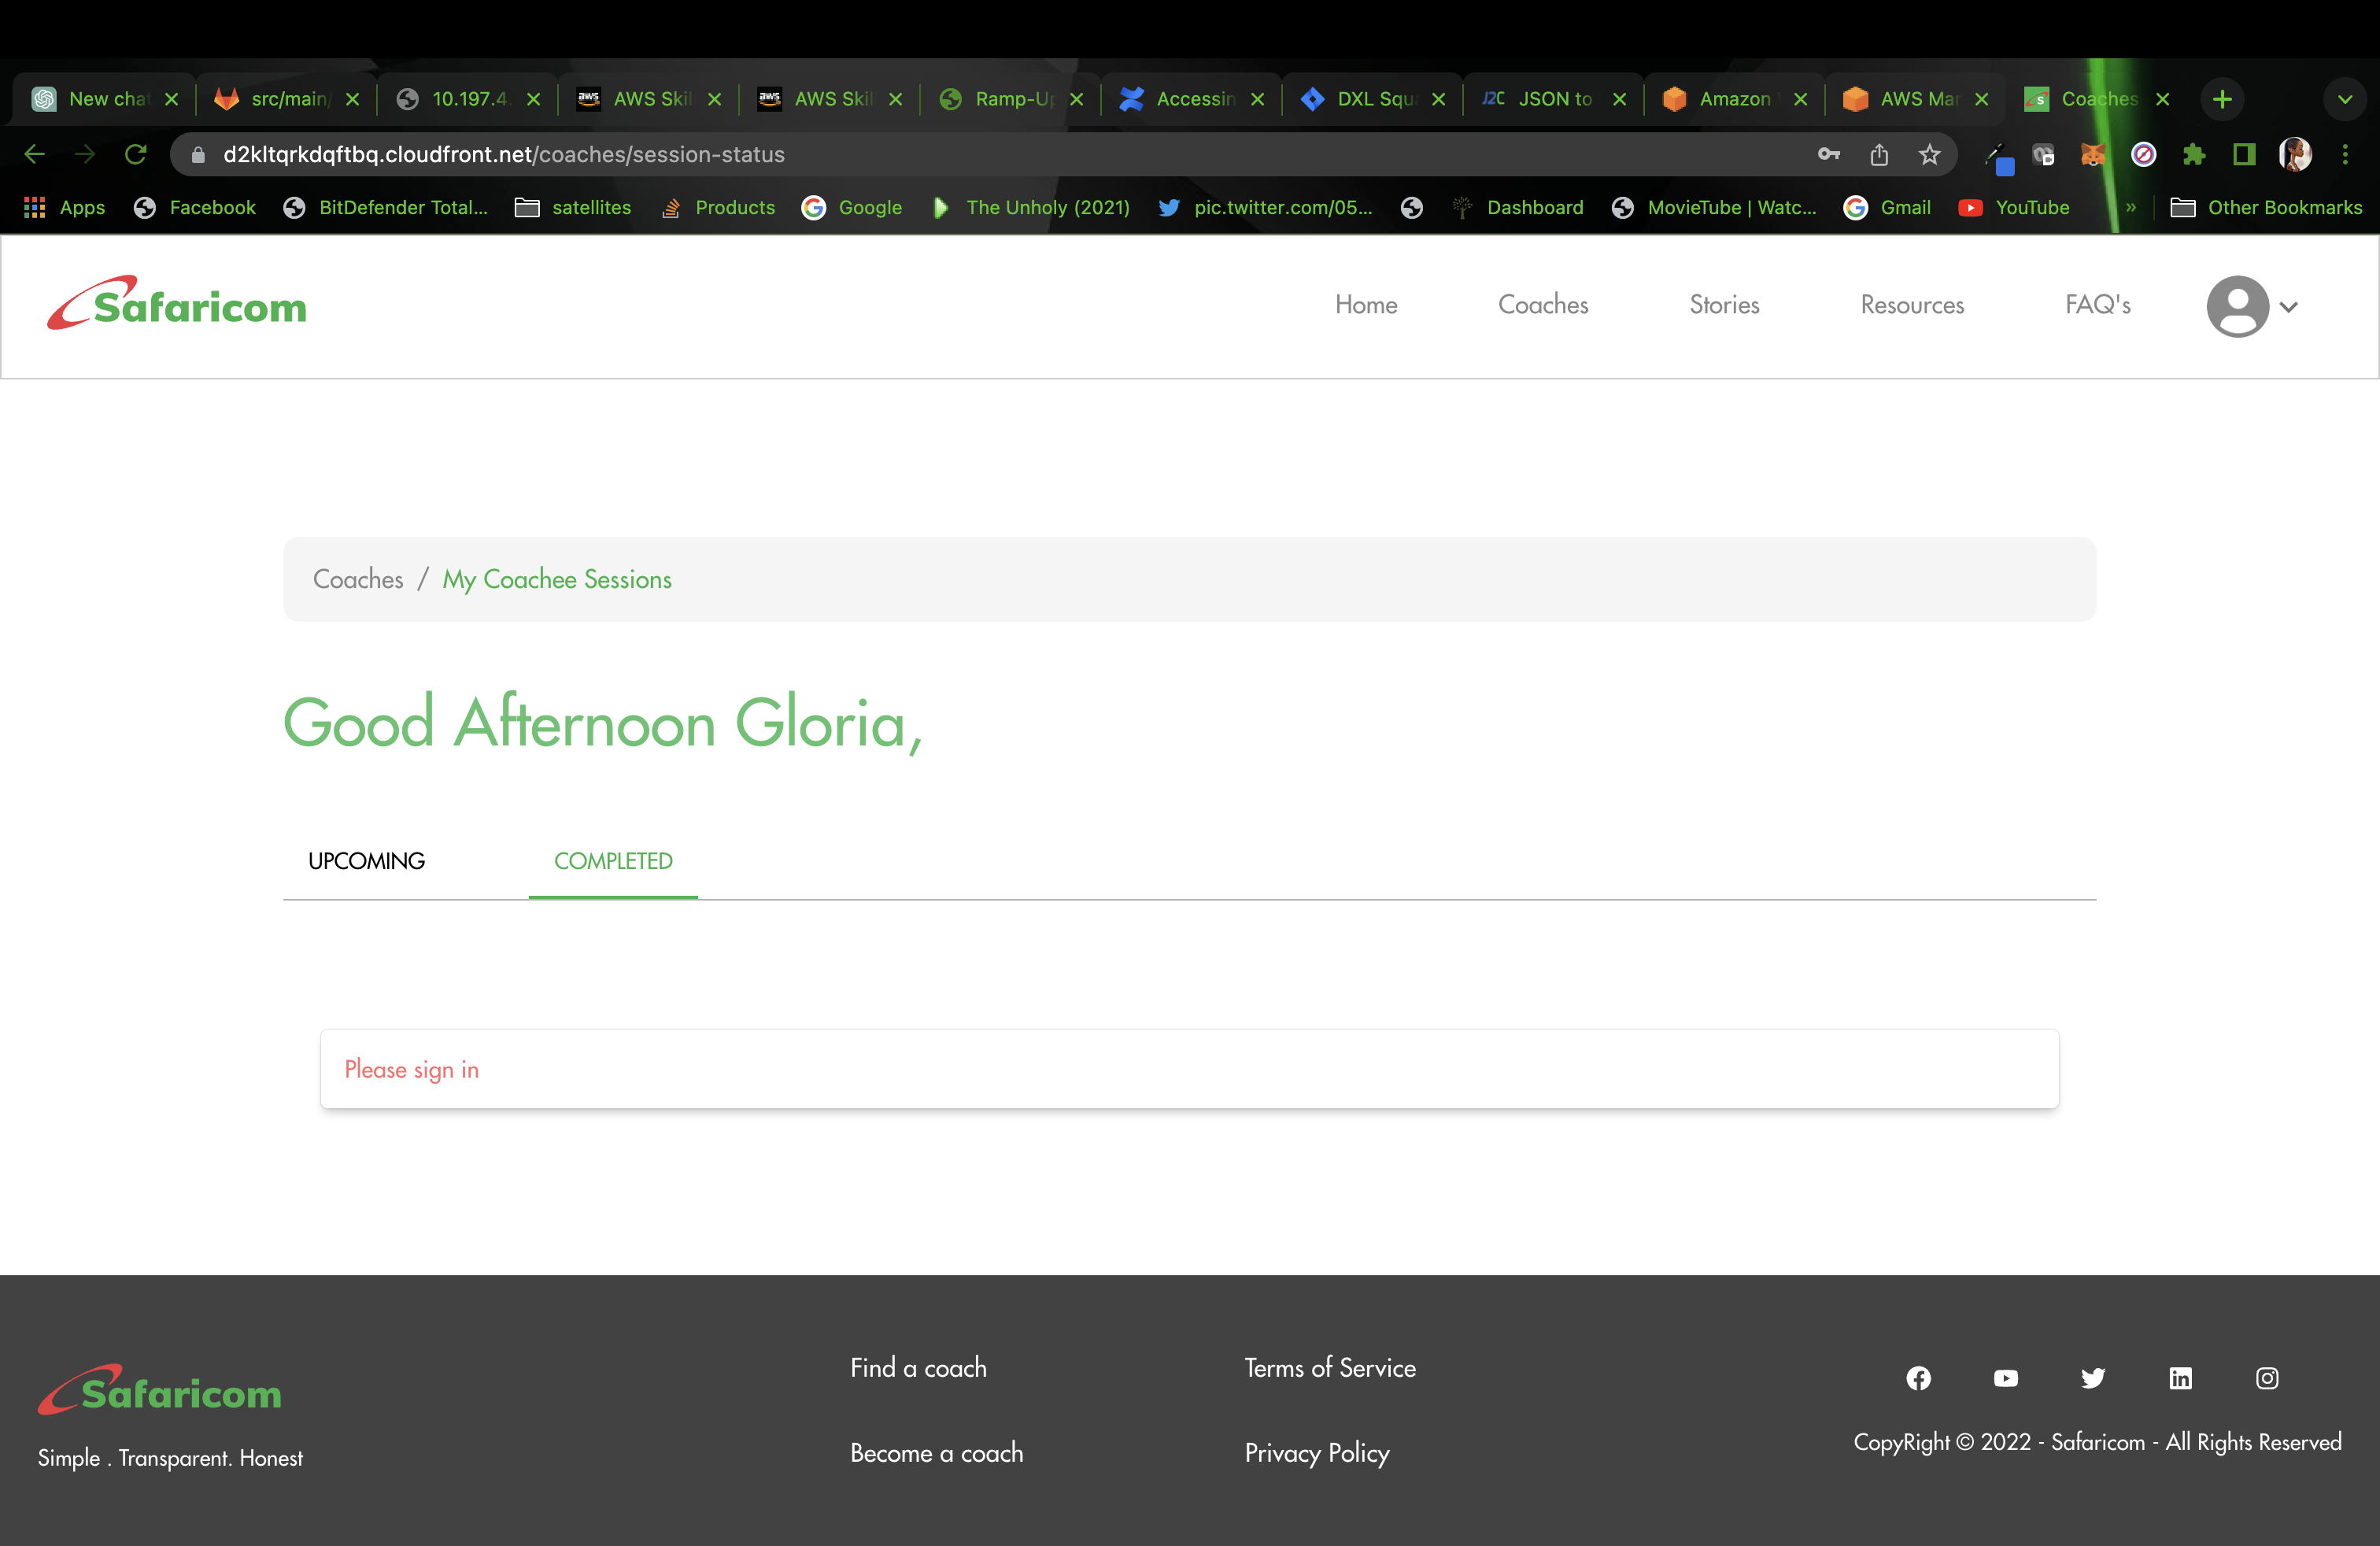 New cha
src/main/
10.197.4.
AWS Skil
AWS Skil
Ramp-Up
Accessin
DXL Squa
JSON to
Amazon
AWS Mar
Coaches
d2kltqrkdqftbq.cloudfront.net/coaches/session-status
Apps
Facebook
BitDefender Total...
satellites
Products
Google
The Unholy (2021)
pic.twitter.com/05...
Dashboard
MovieTube | Watc...
Gmail
YouTube
»
Other Bookmarks
Safaricom
Home
Coaches
Stories
Resources
FAQ's
Coaches / My Coachee Sessions
Good Afternoon Gloria,
UPCOMING
COMPLETED
Please sign in
Safaricom
Simple . Transparent. Honest
Find a coach
Become a coach
Terms of Service
Privacy Policy
CopyRight © 2022 - Safaricom - All Rights Reserved